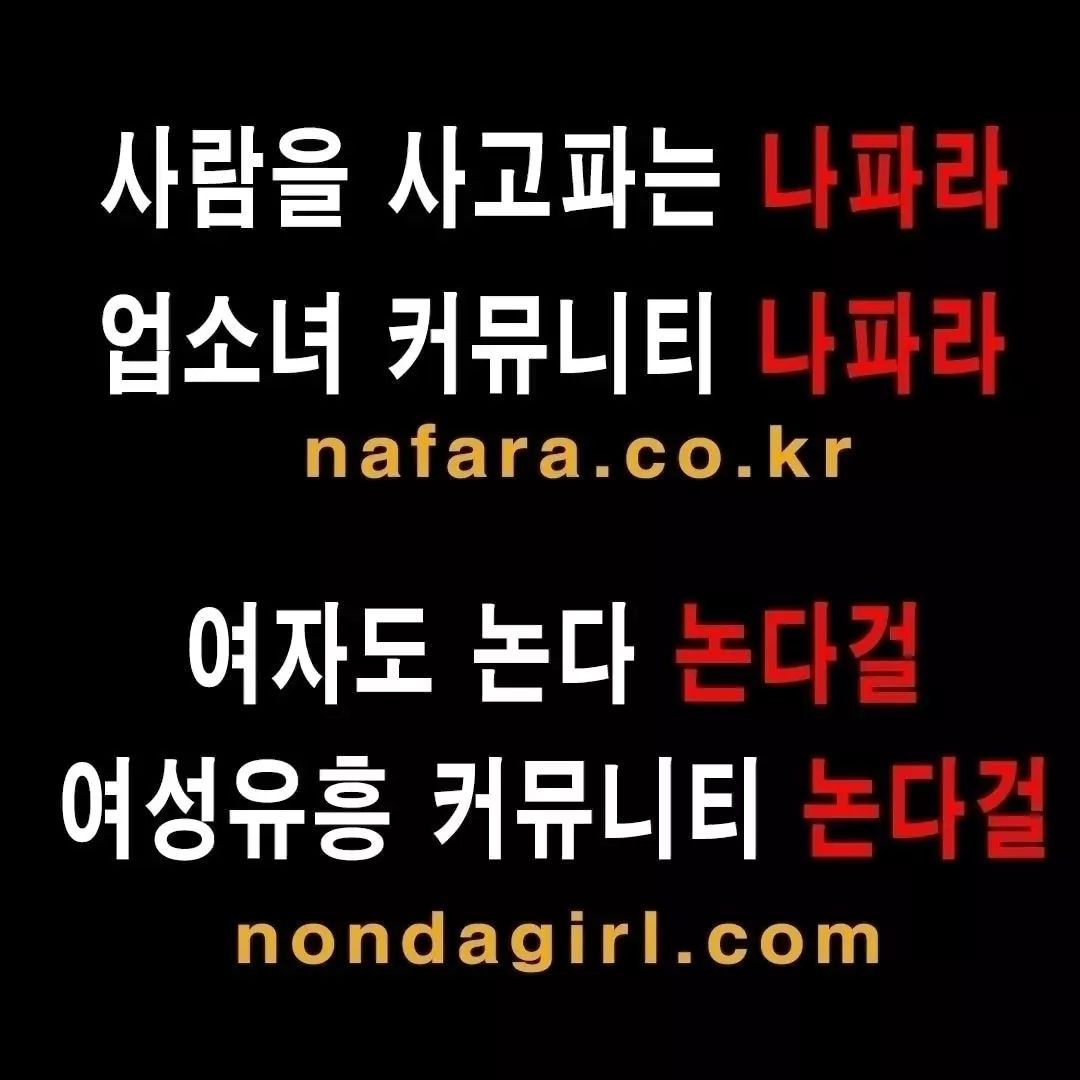 사람을 사고파는 나파라
업소녀 커뮤니티 나파라
nafara.co.kr
여자도 논다 논다걸
여성유흥 커뮤니티 논다걸
nondagirl.com